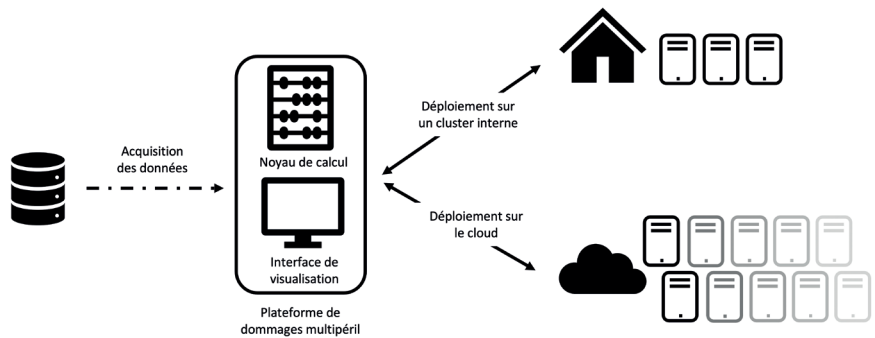 Acquisition
des données
Noyau de calcul
Interface de
visualisation
Plateforme de
dommages multipéril
Déploiement sur
un cluster interne
Déploiement sur
le cloud